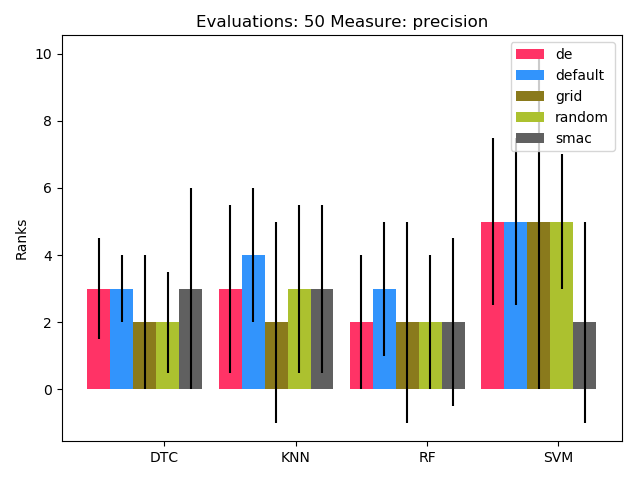 Evaluations: 50 Measure: precision
de
default
grid
random
smac
Ranks
10
8
6
4
2
0
DTC KNN RF SVM